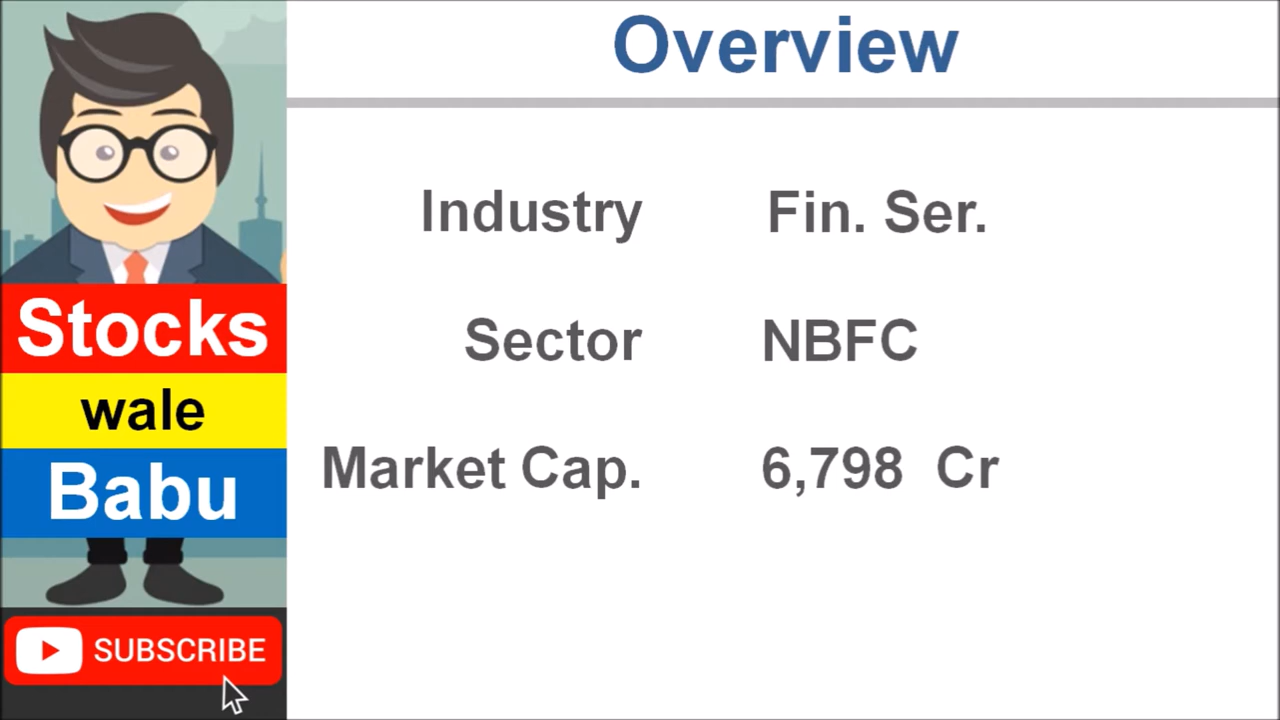 Overview
Industry Fin. Ser.
Sector NBFC
Market Cap. 6,798 Cr
Stocks
wale
Babu
SUBSCRIBE